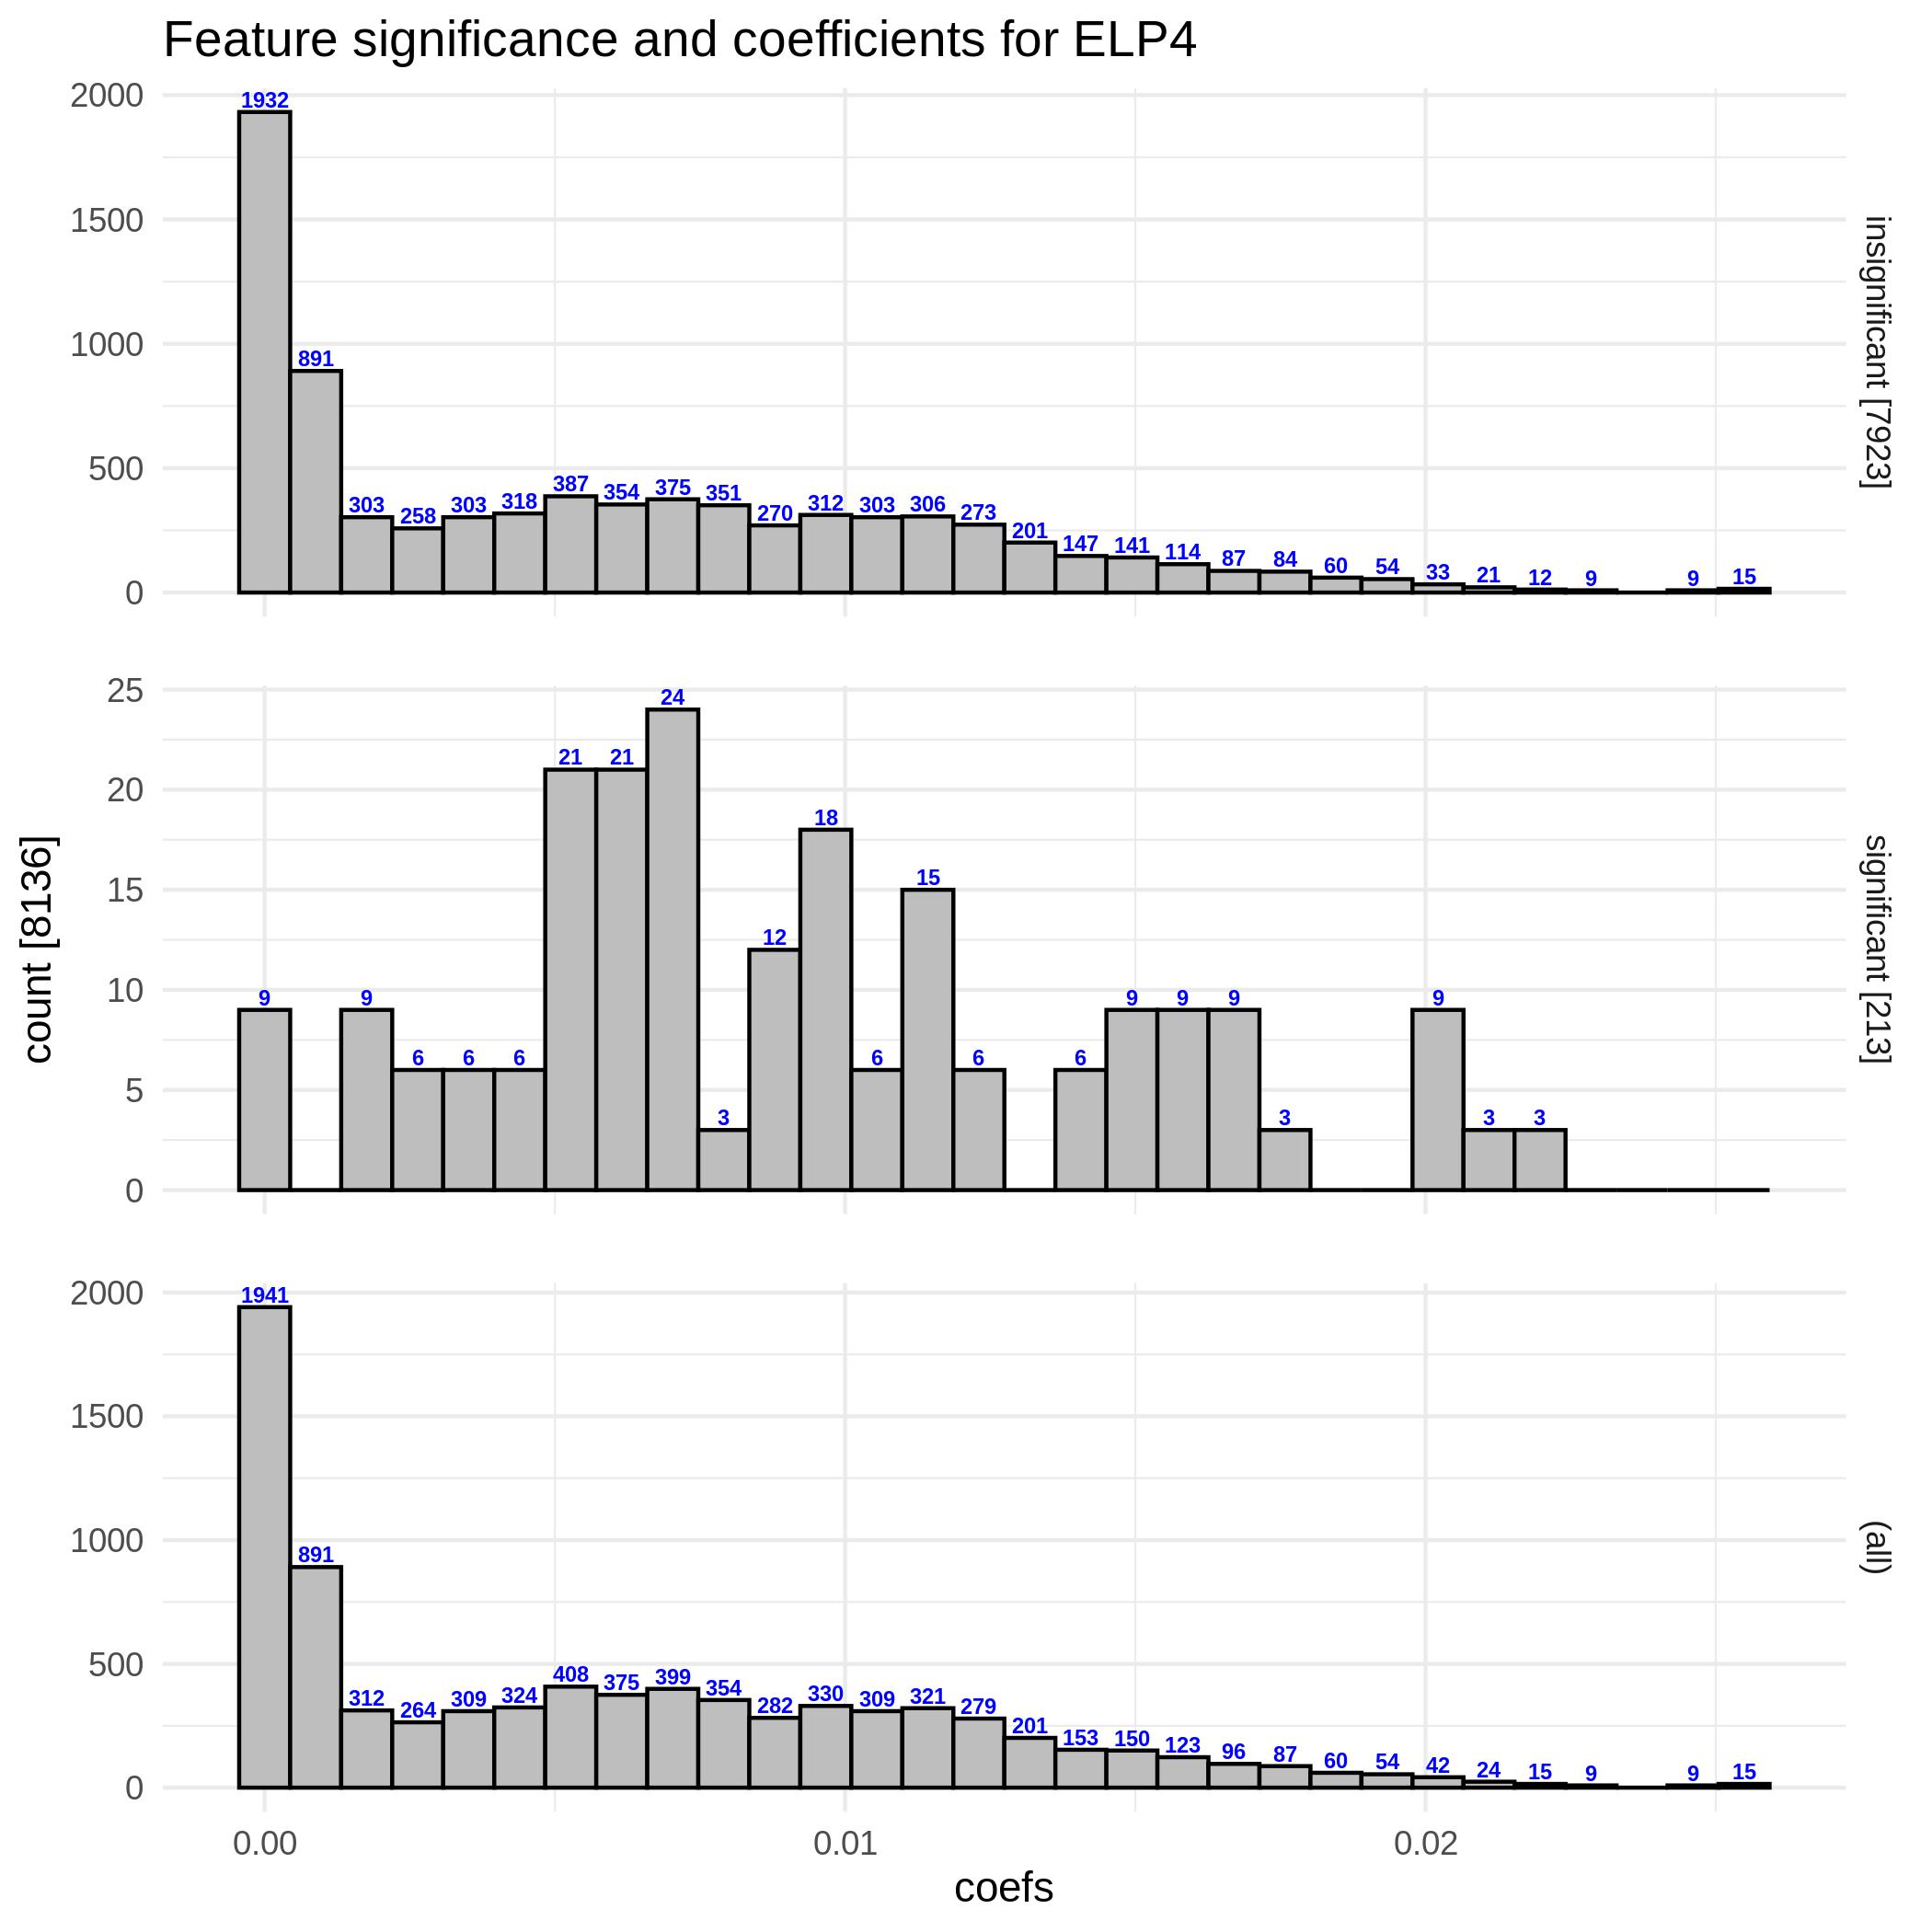 Feature significance and coefficients for ELP4
2000
1500
1000
500
0
1932
891
303 258 303 318 387 354 375 351 270 312 303 306 273 201 147 141 114 87 84 60 54 33 21 12 9 9 15
insignificant [7923]
count [8136]
25
20
15
10
5
0
9 9 6 6 6 21 21 24 3 12 18 6 15 6 6 9 9 9 3 9 3 3
significant [213]
2000
1500
1000
500
0
1941
891
312 264 309 324 408 375 399 354 282 330 309 321 279 201 153 150 123 96 87 60 54 42 24 15 9 9 15
(all)
0.00 0.01 0.02
coefs